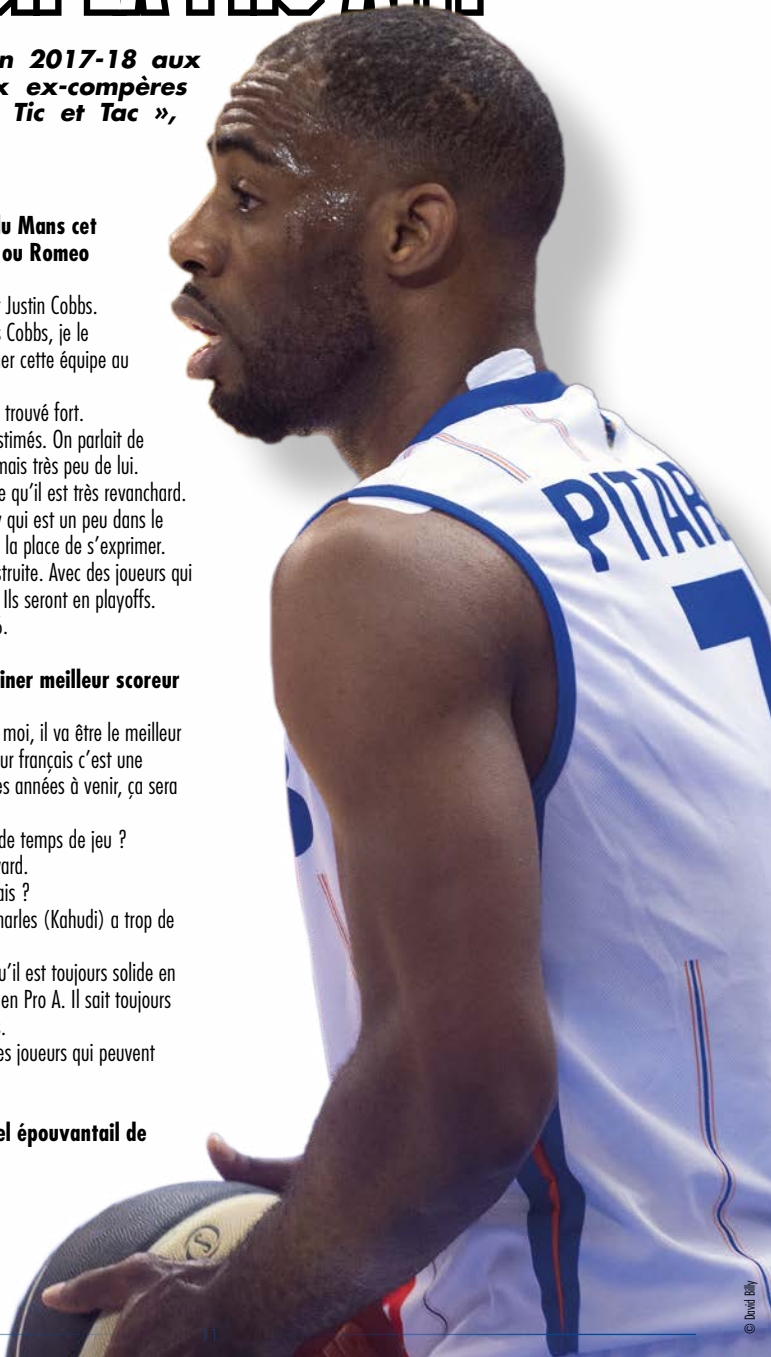 n 2017-18 aux
x ex-compères
Tic et Tac »,
du Mans cet
ou Romeo
Justin Cobbs.
s Cobbs, je le
er cette équipe au
trouvé fort.
stimés. On parlait de
mais très peu de lui.
e qu’il est très revanchard.
y qui est un peu dans le
la place de s’exprimer.
struite. Avec des joueurs qui
Ils seront en playoffs.
iner meilleur scoreur
moi, il va être le meilleur
ur français c’est une
es années à venir, ça sera
de temps de jeu ?
ard.
ais ?
harles (Kahudi) a trop de
u’il est toujours solide en
en Pro A. Il sait toujours
es joueurs qui peuvent
el épouvantail de
PITAR
7
© David Billy